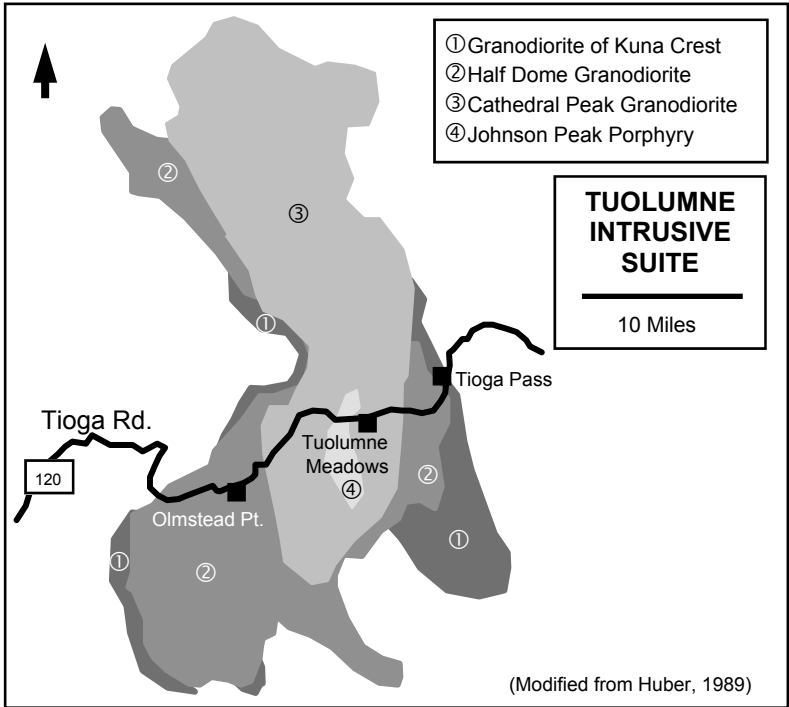 ①Granodiorite of Kuna Crest
②Half Dome Granodiorite
③Cathedral Peak Granodiorite
④Johnson Peak Porphyry
TUOLUMNE
INTRUSIVE
SUITE
10 Miles
②
③
①
Tioga Pass
Tioga Rd.
Tuolumne
Meadows
②
120
④
Olmstead Pt.
①
①
②
(Modified from Huber, 1989)